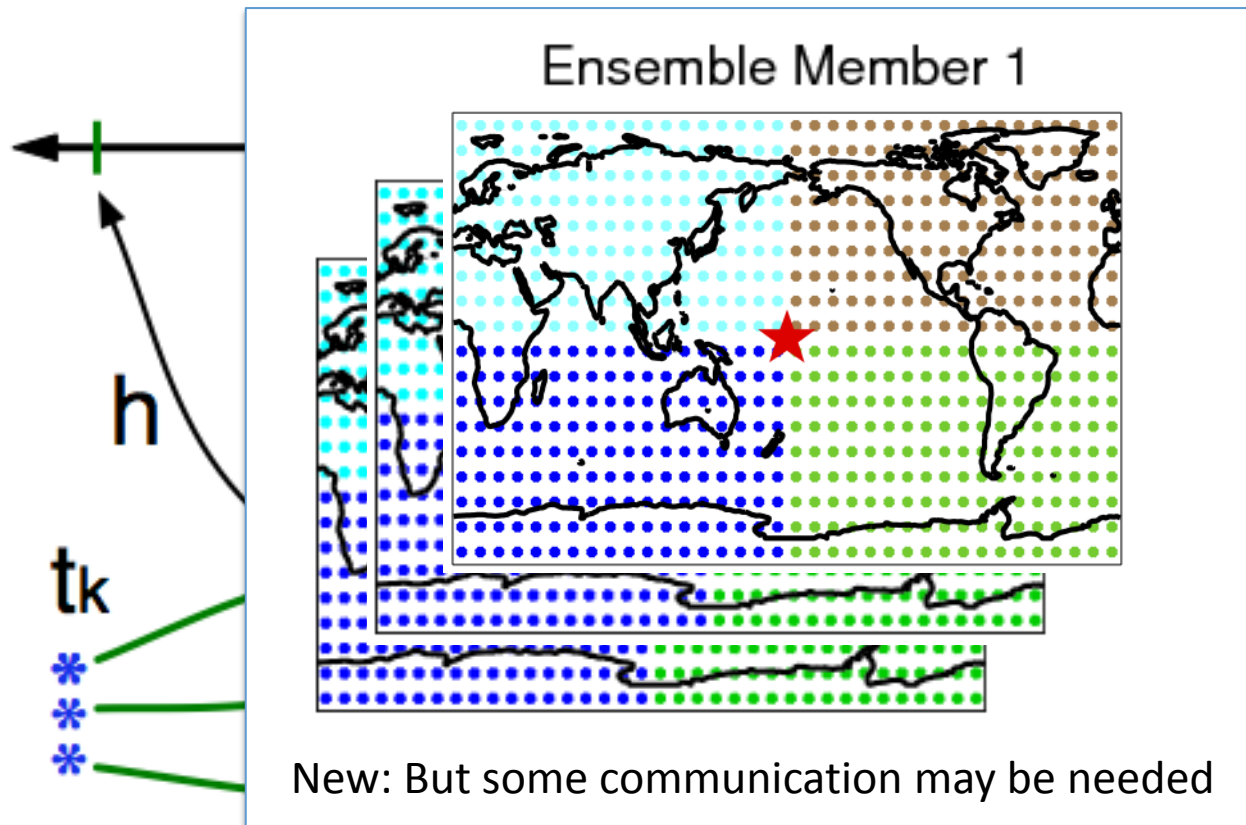 Ensemble Member 1
h
tk
***
New: But some communication may be needed